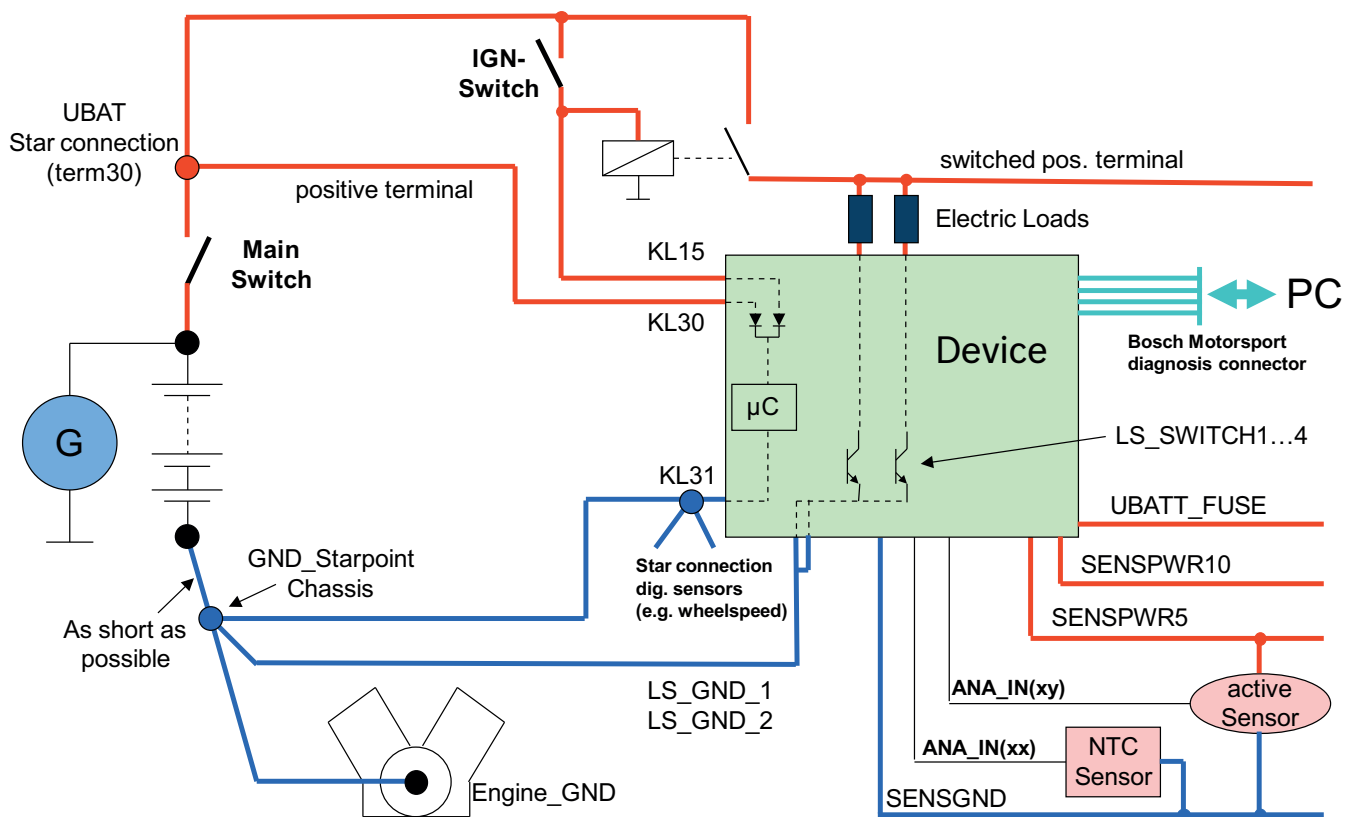 IGN-
Switch
UBAT
Star connection
(term30)
positive terminal
switched pos. terminal
Electric Loads
Main
Switch
KL15
KL30
PC
Bosch Motorsport
diagnosis connector
Device
µC
G
LS_SWITCH1…4
KL31
UBATT_FUSE
GND_Starpoint
Chassis
Star connection
dig. sensors
(e.g. wheelspeed)
SENSPWR10
As short as
possible
SENSPWR5
LS_GND_1
LS_GND_2
ANA_IN(xy)
active
Sensor
ANA_IN(xx)
NTC
Sensor
Engine_GND
SENSGND